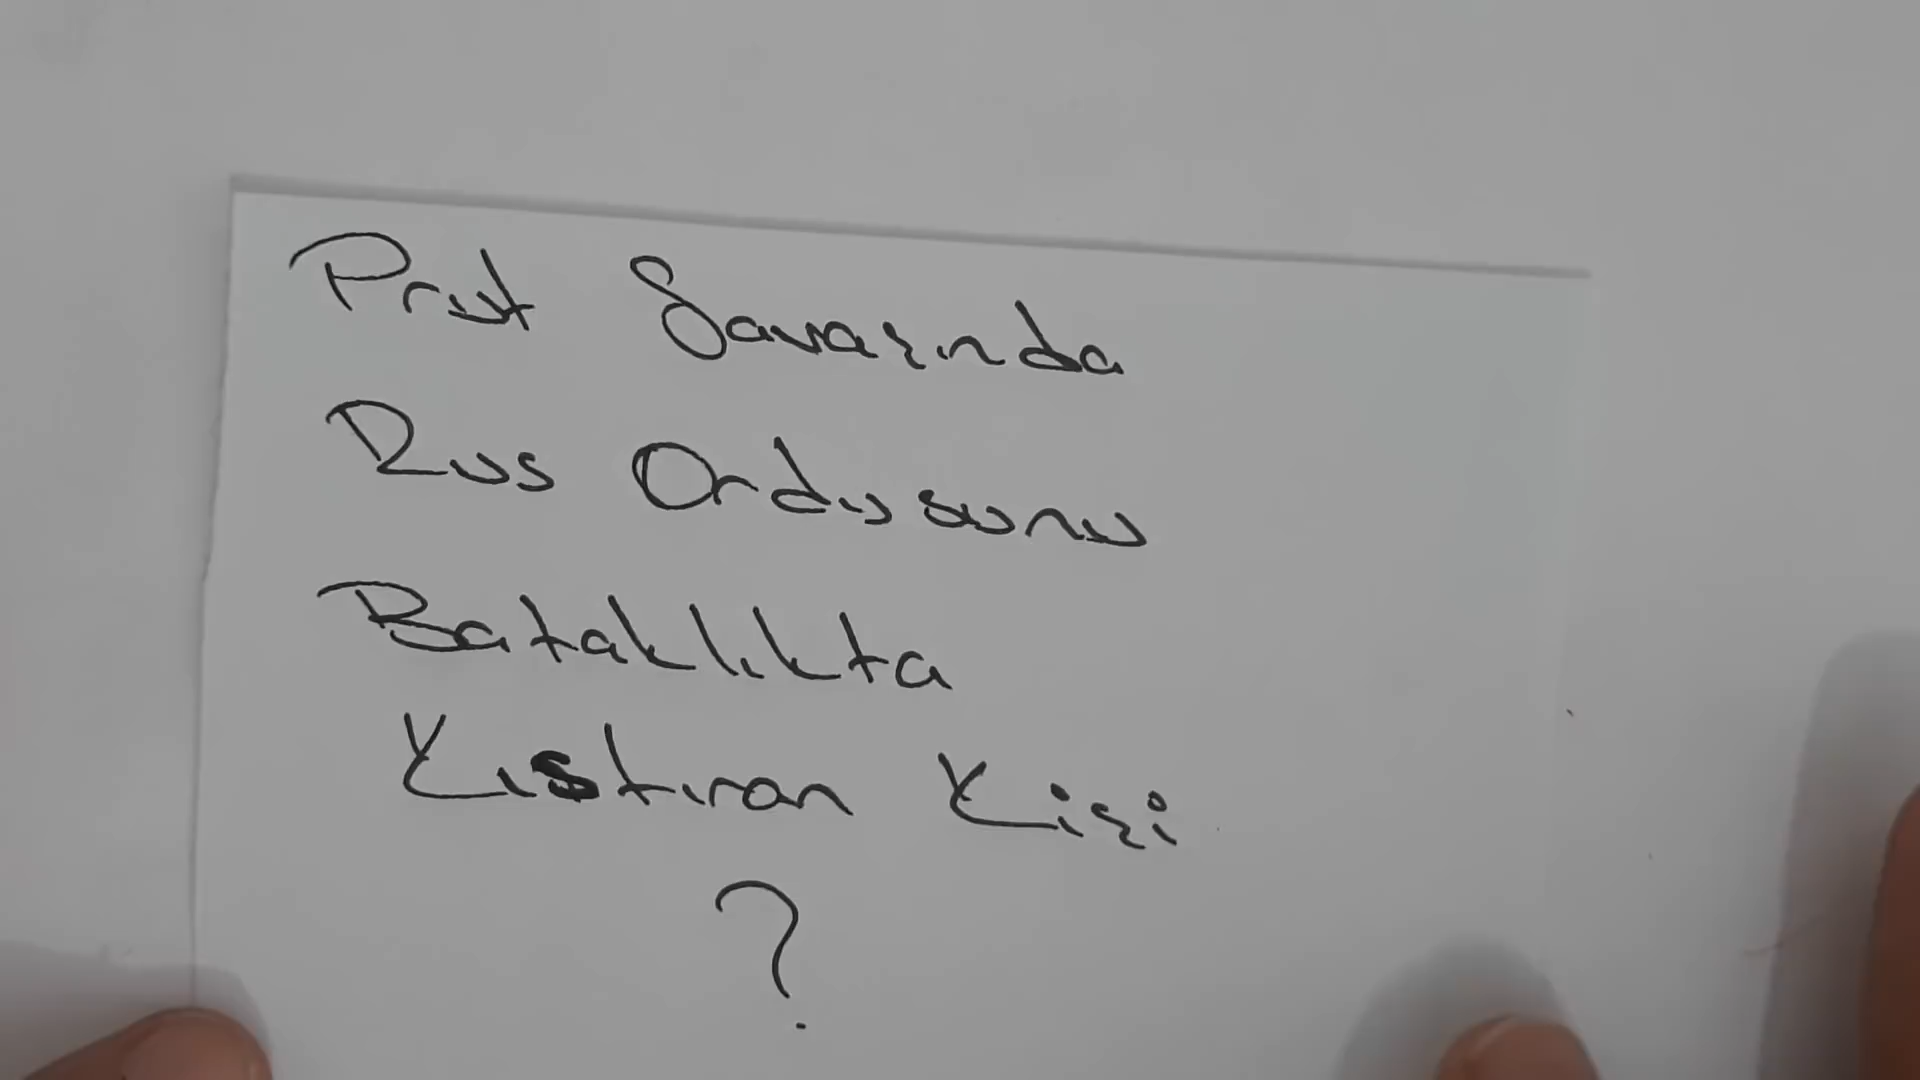 Prut Savaşında
Rus Ordusunu
Bataklıkta
Kıstıran Kişi
?